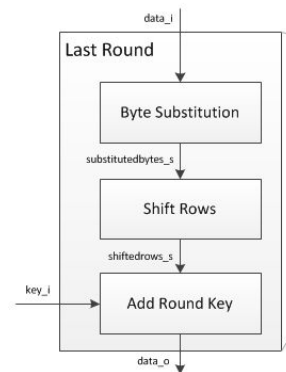 data_i
Last Round
Byte Substitution
substitutedbytes_s
Shift Rows
shiftedrows_s
key_i
Add Round Key
data_o